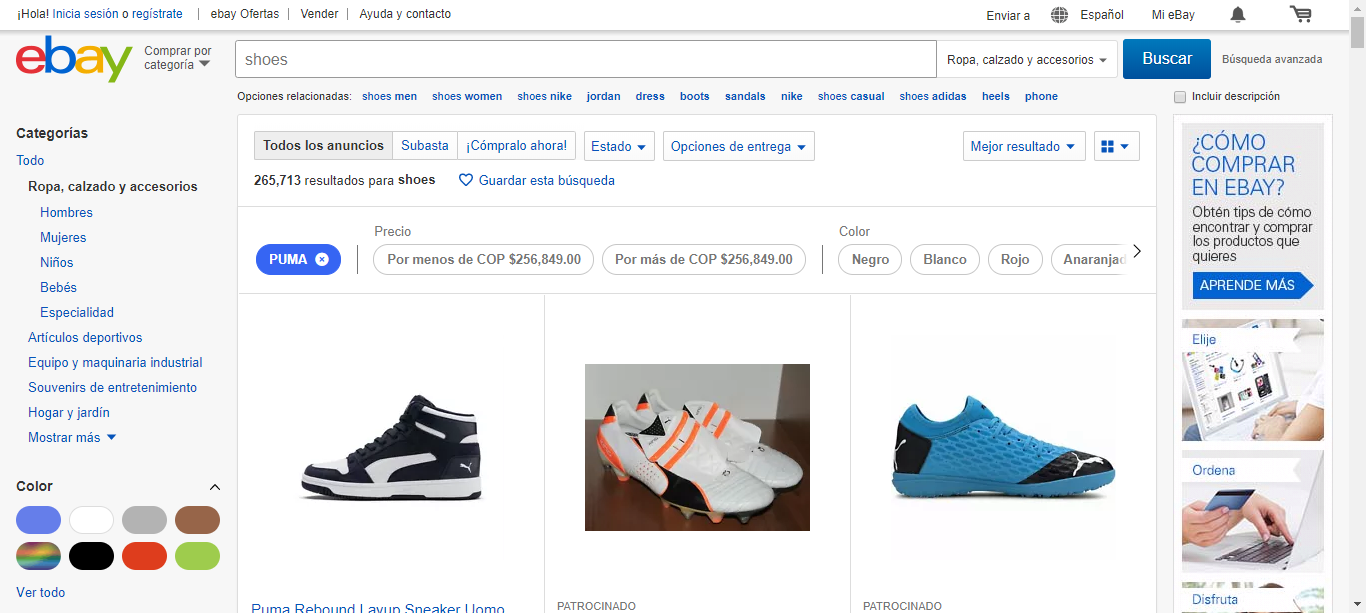 ¡Hola! Inicia sesión o regístrate
ebay Ofertas
Vender
Ayuda y contacto
Enviar a
Español
Mi eBay
ebay
Comprar por categoría
shoes
Ropa, calzado y accesorios
Buscar
Búsqueda avanzada
Opciones relacionadas: shoes men shoes women shoes nike jordan dress boots sandals nike shoes casual shoes adidas heels phone
Incluir descripción
Categorías
Todo
Ropa, calzado y accesorios
Hombres
Mujeres
Niños
Bebés
Especialidad
Artículos deportivos
Equipo y maquinaria industrial
Souvenirs de entretenimiento
Hogar y jardín
Mostrar más
Color
Ver todo
Todos los anuncios
Subasta
¡Cómpralo ahora!
Estado
Opciones de entrega
Mejor resultado
265,713 resultados para shoes
Guardar esta búsqueda
PUMA
Precio
Por menos de COP $256,849.00
Por más de COP $256,849.00
Color
Negro
Blanco
Rojo
Anaranjad
Puma Rebound Layup Sneaker Uomo
PATROCINADO
PATROCINADO
¿CÓMO
COMPRAR
EN EBAY?
Obtén tips de cómo
encontrar y comprar
los productos que
quieres
APRENDE MÁS
Elije
Ordena
Disfruta